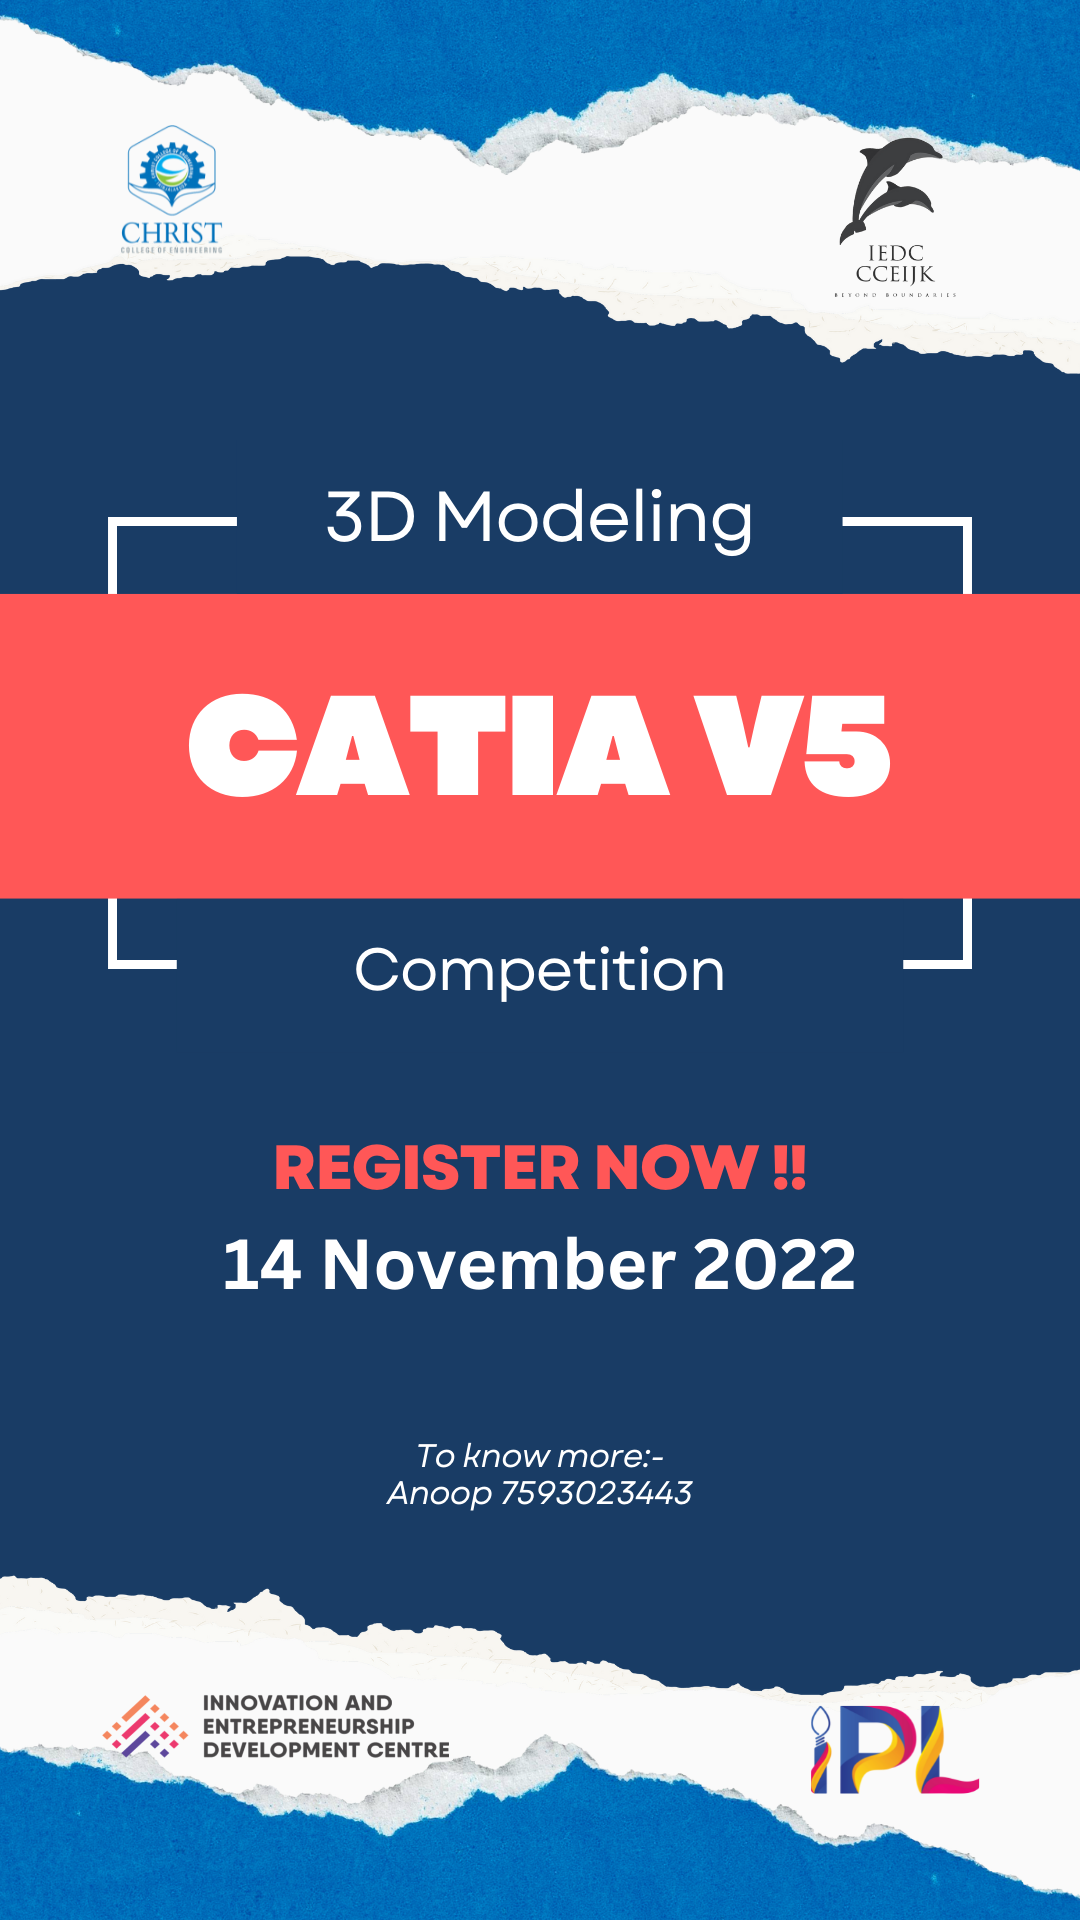 CHRIST
COLLEGE OF ENGINEERING
IEDC
CCEIJK
BEYOND BOUNDARIES
3D Modeling
CATIA V5
Competition
REGISTER NOW !!
14 November 2022
To know more:-
Anoop 7593023443
INNOVATION AND
ENTREPRENEURSHIP
DEVELOPMENT CENTRE
iPL